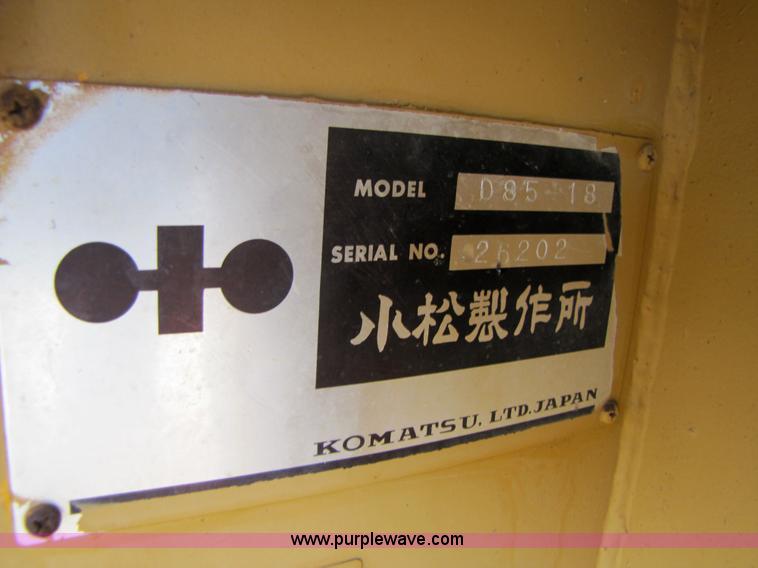 MODEL D85-18
SERIAL NO. 26202
小松製作所
KOMATSU, LTD. JAPAN
www.purplewave.com